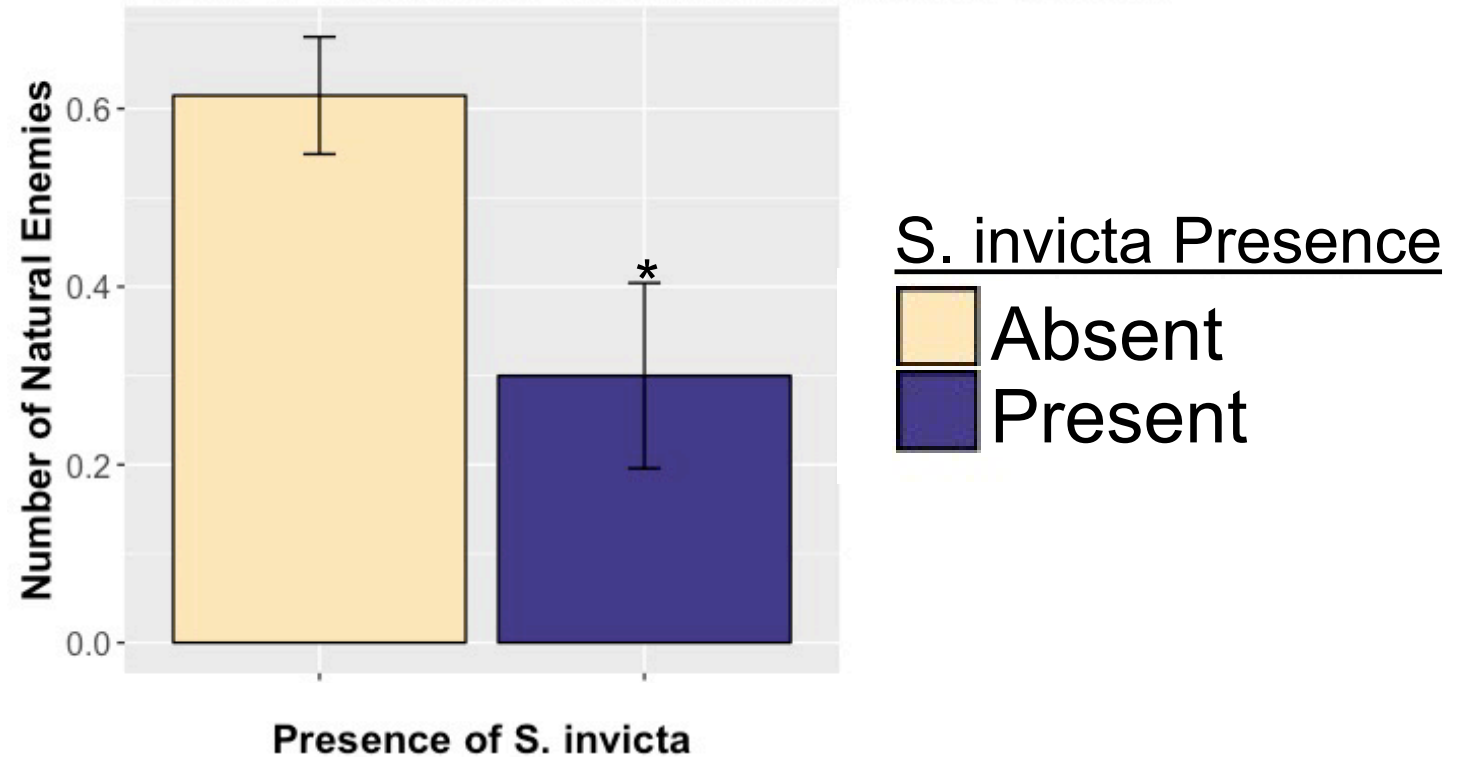 Number of Natural Enemies
0.6
0.4
0.2
0.0
*
Presence of S. invicta
S. invicta Presence
Absent
Present